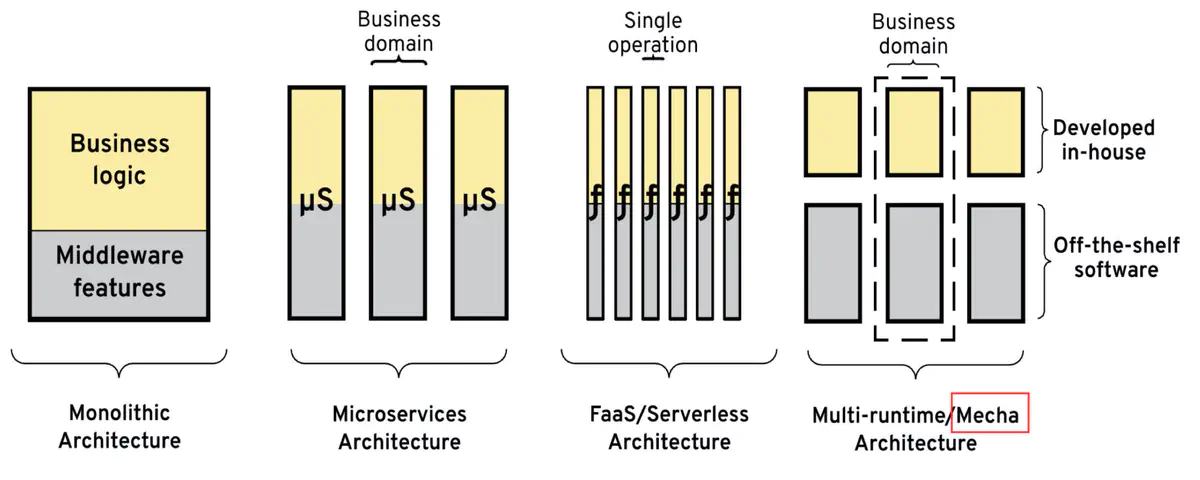 Business
domain
Single
operation
Business
domain
Business
logic
Middleware
features
µS
µS
µS
f
f
f
f
f
f
Developed
in-house
Off-the-shelf
software
Monolithic
Architecture
Microservices
Architecture
FaaS/Serverless
Architecture
Multi-runtime/Mecha
Architecture